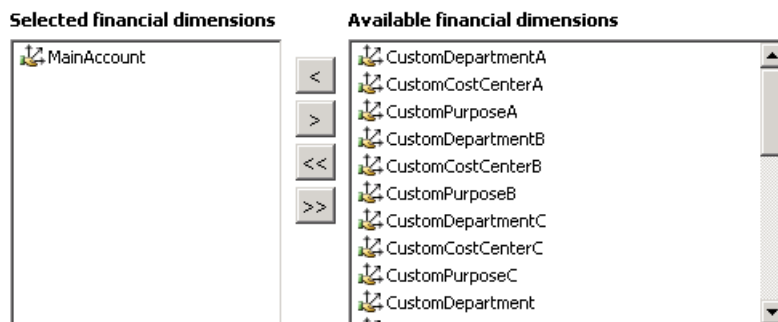 Selected financial dimensions
MainAccount
<
>
<<
>>
Available financial dimensions
CustomDepartmentA
CustomCostCenterA
CustomPurposeA
CustomDepartmentB
CustomCostCenterB
CustomPurposeB
CustomDepartmentC
CustomCostCenterC
CustomPurposeC
CustomDepartment